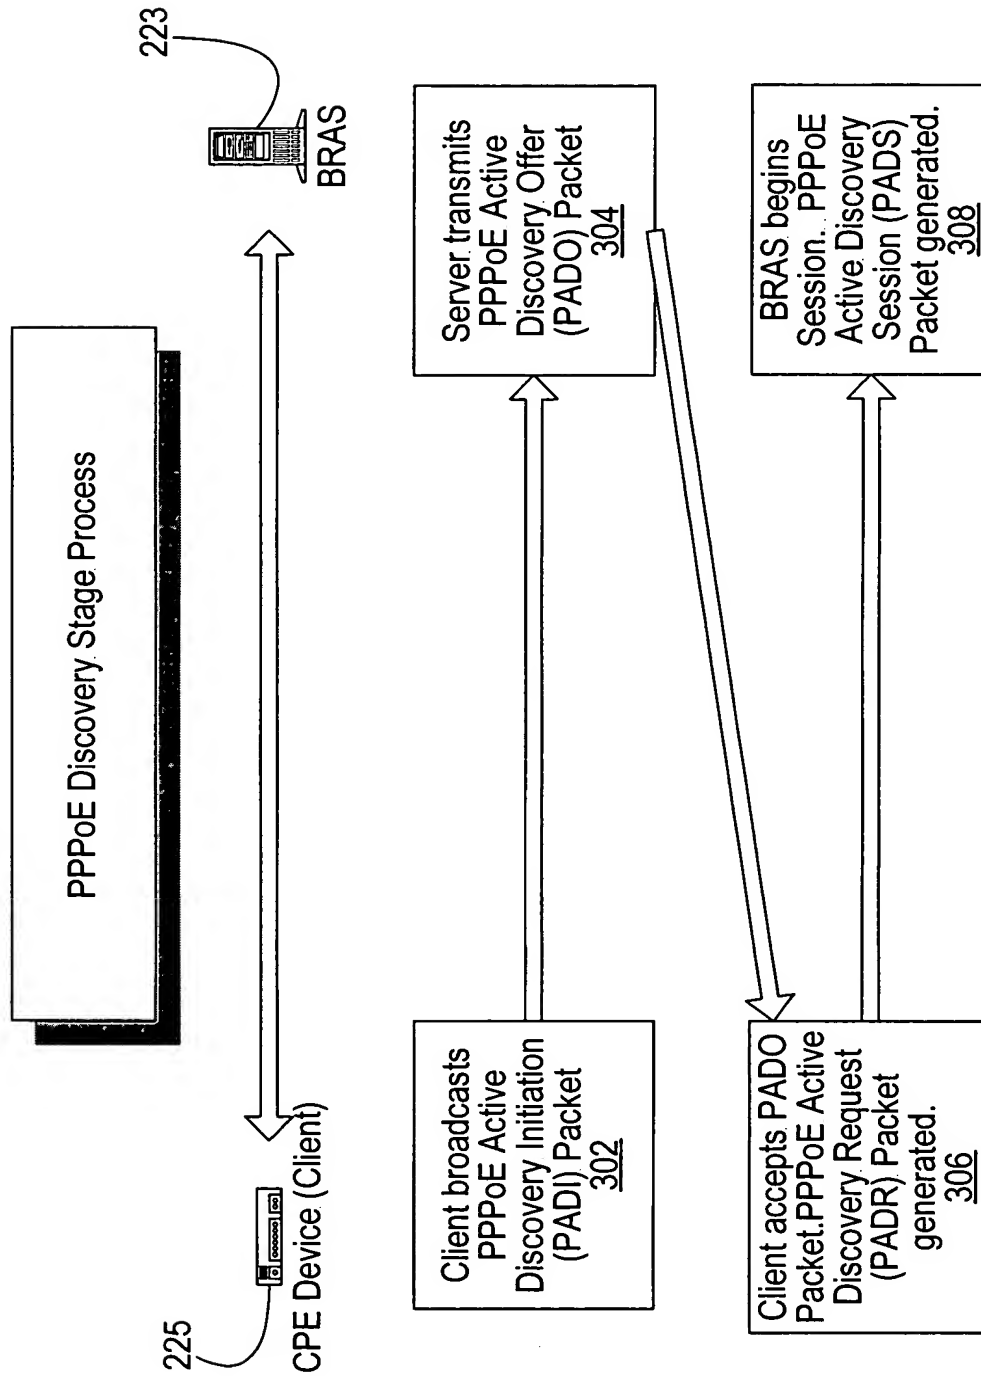 PPPoE Discovery Stage Process
225
CPE Device (Client)
223
BRAS
Client broadcasts
PPPoE Active
Discovery Initiation
(PADI) Packet
302
Server transmits
PPPoE Active
Discovery Offer
(PADO) Packet
304
Client accepts PADO
Packet.PPPoE Active
Discovery Request
(PADR) Packet
generated.
306
BRAS begins
Session. PPPoE
Active Discovery
Session (PADS)
Packet generated.
308